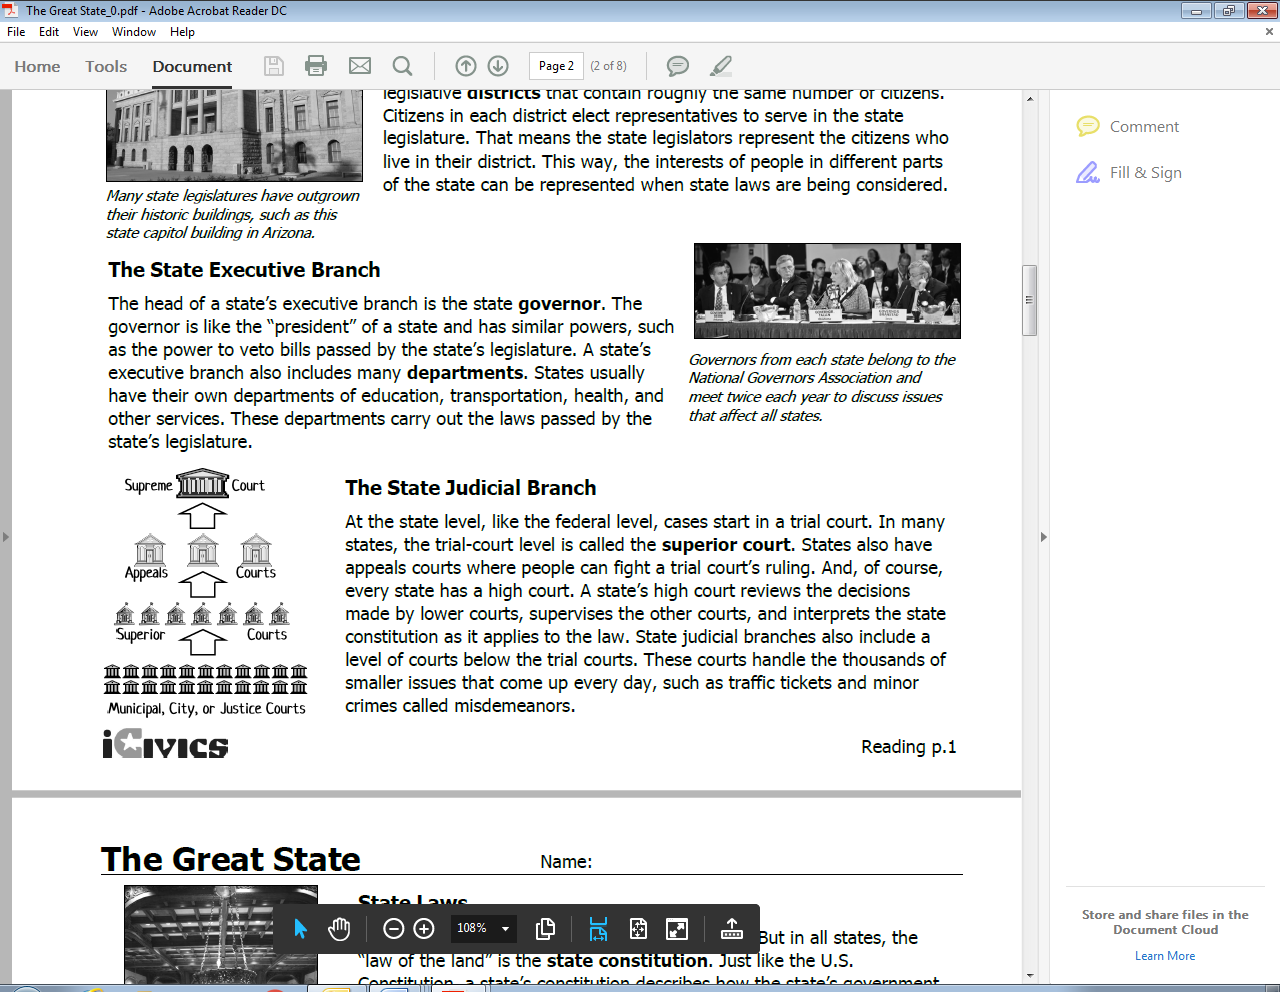 The Great State_0.pdf - Adobe Acrobat Reader DC
File Edit View Window Help
Home Tools Document Page 2 (2 of 8)
legislative districts that contain roughly the same number of citizens.
Citizens in each district elect representatives to serve in the state
legislature. That means the state legislators represent the citizens who
live in their district. This way, the interests of people in different parts
of the state can be represented when state laws are being considered.
Many state legislatures have outgrown
their historic buildings, such as this
state capitol building in Arizona.
The State Executive Branch
The head of a state’s executive branch is the state governor. The
governor is like the “president” of a state and has similar powers, such
as the power to veto bills passed by the state’s legislature. A state’s
executive branch also includes many departments. States usually
have their own departments of education, transportation, health, and
other services. These departments carry out the laws passed by the
state’s legislature.
Governors from each state belong to the
National Governors Association and
meet twice each year to discuss issues
that affect all states.
Supreme Court
Appeals Courts
Superior Courts
Municipal, City, or Justice Courts
The State Judicial Branch
At the state level, like the federal level, cases start in a trial court. In many
states, the trial-court level is called the superior court. States also have
appeals courts where people can fight a trial court’s ruling. And, of course,
every state has a high court. A state’s high court reviews the decisions
made by lower courts, supervises the other courts, and interprets the state
constitution as it applies to the law. State judicial branches also include a
level of courts below the trial courts. These courts handle the thousands of
smaller issues that come up every day, such as traffic tickets and minor
crimes called misdemeanors.
iCivics
Reading p.1
The Great State Name:
State Laws
But in all states, the
“law of the land” is the state constitution. Just like the U.S.
Constitution, a state’s constitution describes how the state’s government
108%
Comment
Fill & Sign
Store and share files in the
Document Cloud
Learn More